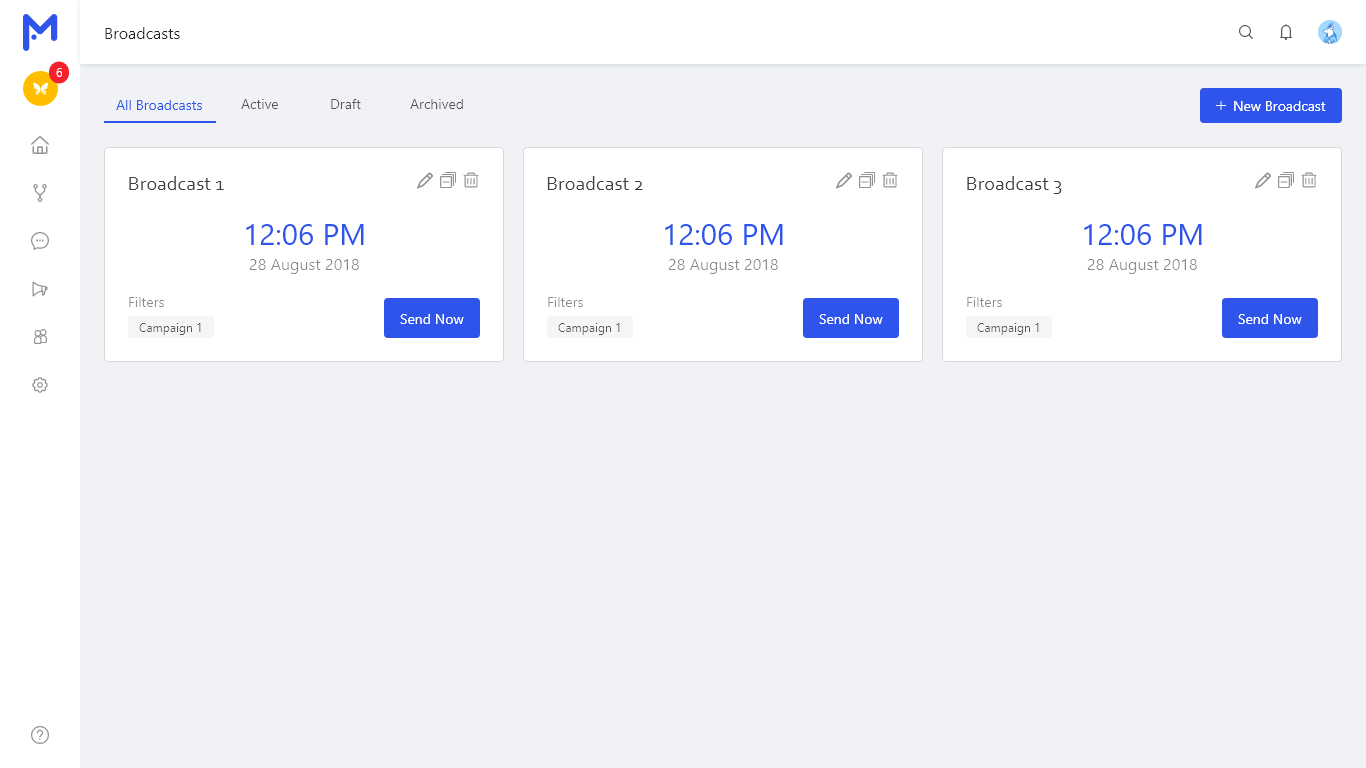 Broadcasts
6
All Broadcasts
Active
Draft
Archived
+ New Broadcast
Broadcast 1
12:06 PM
28 August 2018
Filters
Campaign 1
Send Now
Broadcast 2
12:06 PM
28 August 2018
Filters
Campaign 1
Send Now
Broadcast 3
12:06 PM
28 August 2018
Filters
Campaign 1
Send Now